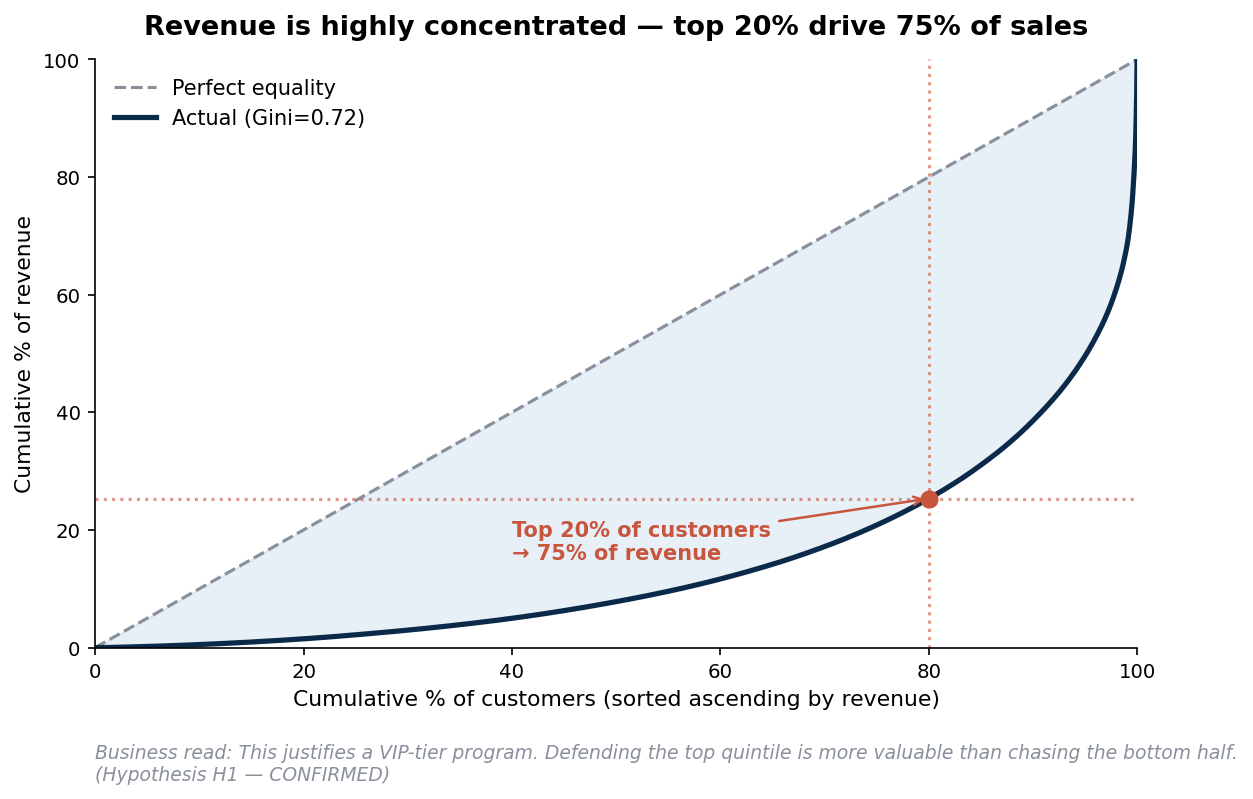 Revenue is highly concentrated — top 20% drive 75% of sales
100
80
60
40
20
0
Cumulative % of revenue
Perfect equality
Actual (Gini=0.72)
Top 20% of customers
→ 75% of revenue
0 20 40 60 80 100
Cumulative % of customers (sorted ascending by revenue)
Business read: This justifies a VIP-tier program. Defending the top quintile is more valuable than chasing the bottom half.
(Hypothesis H1 — CONFIRMED)